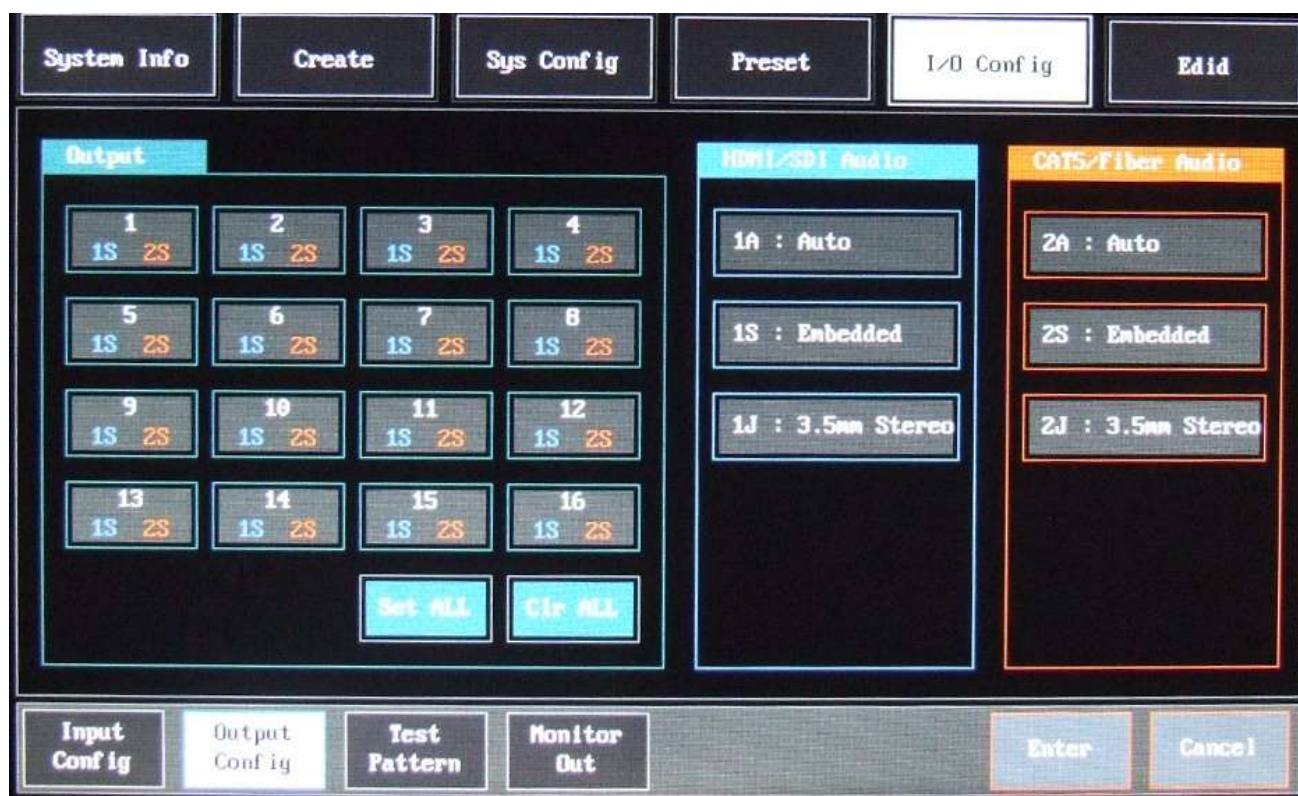 System Info Create Sys Config Preset I/O Config Edid
Output HDMI/SDI Audio CAT5/Fiber Audio
1 2 3 4
1S 2S 1S 2S 1S 2S 1S 2S
1A : Auto 2A : Auto
5 6 7 8
1S 2S 1S 2S 1S 2S 1S 2S
1S : Embedded 2S : Embedded
9 10 11 12
1S 2S 1S 2S 1S 2S 1S 2S
1J : 3.5mm Stereo 2J : 3.5mm Stereo
13 14 15 16
1S 2S 1S 2S 1S 2S 1S 2S
Set ALL Clr ALL
Input Output Test Monitor
Config Config Pattern Out
Enter Cancel